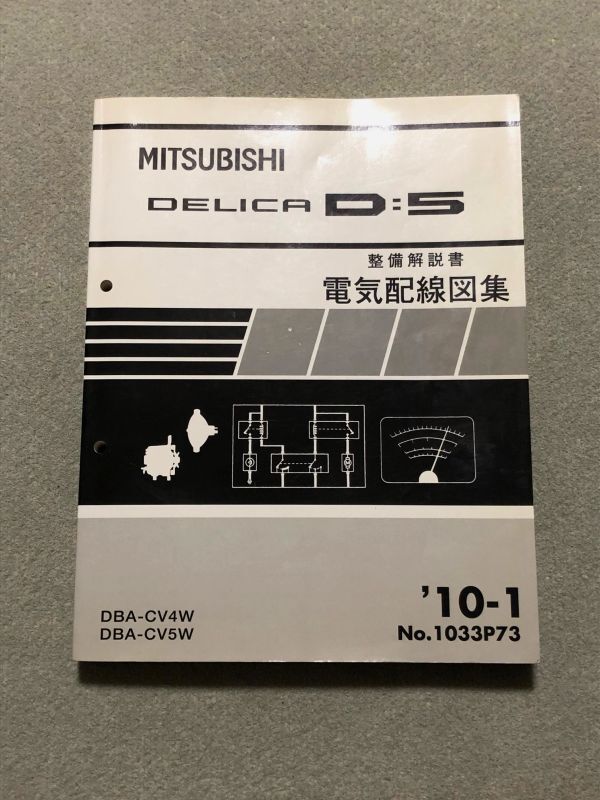 MITSUBISHI
DELICA D:5
整備解説書
電気配線図集
DBA-CV4W
DBA-CV5W
'10-1
No.1033P73